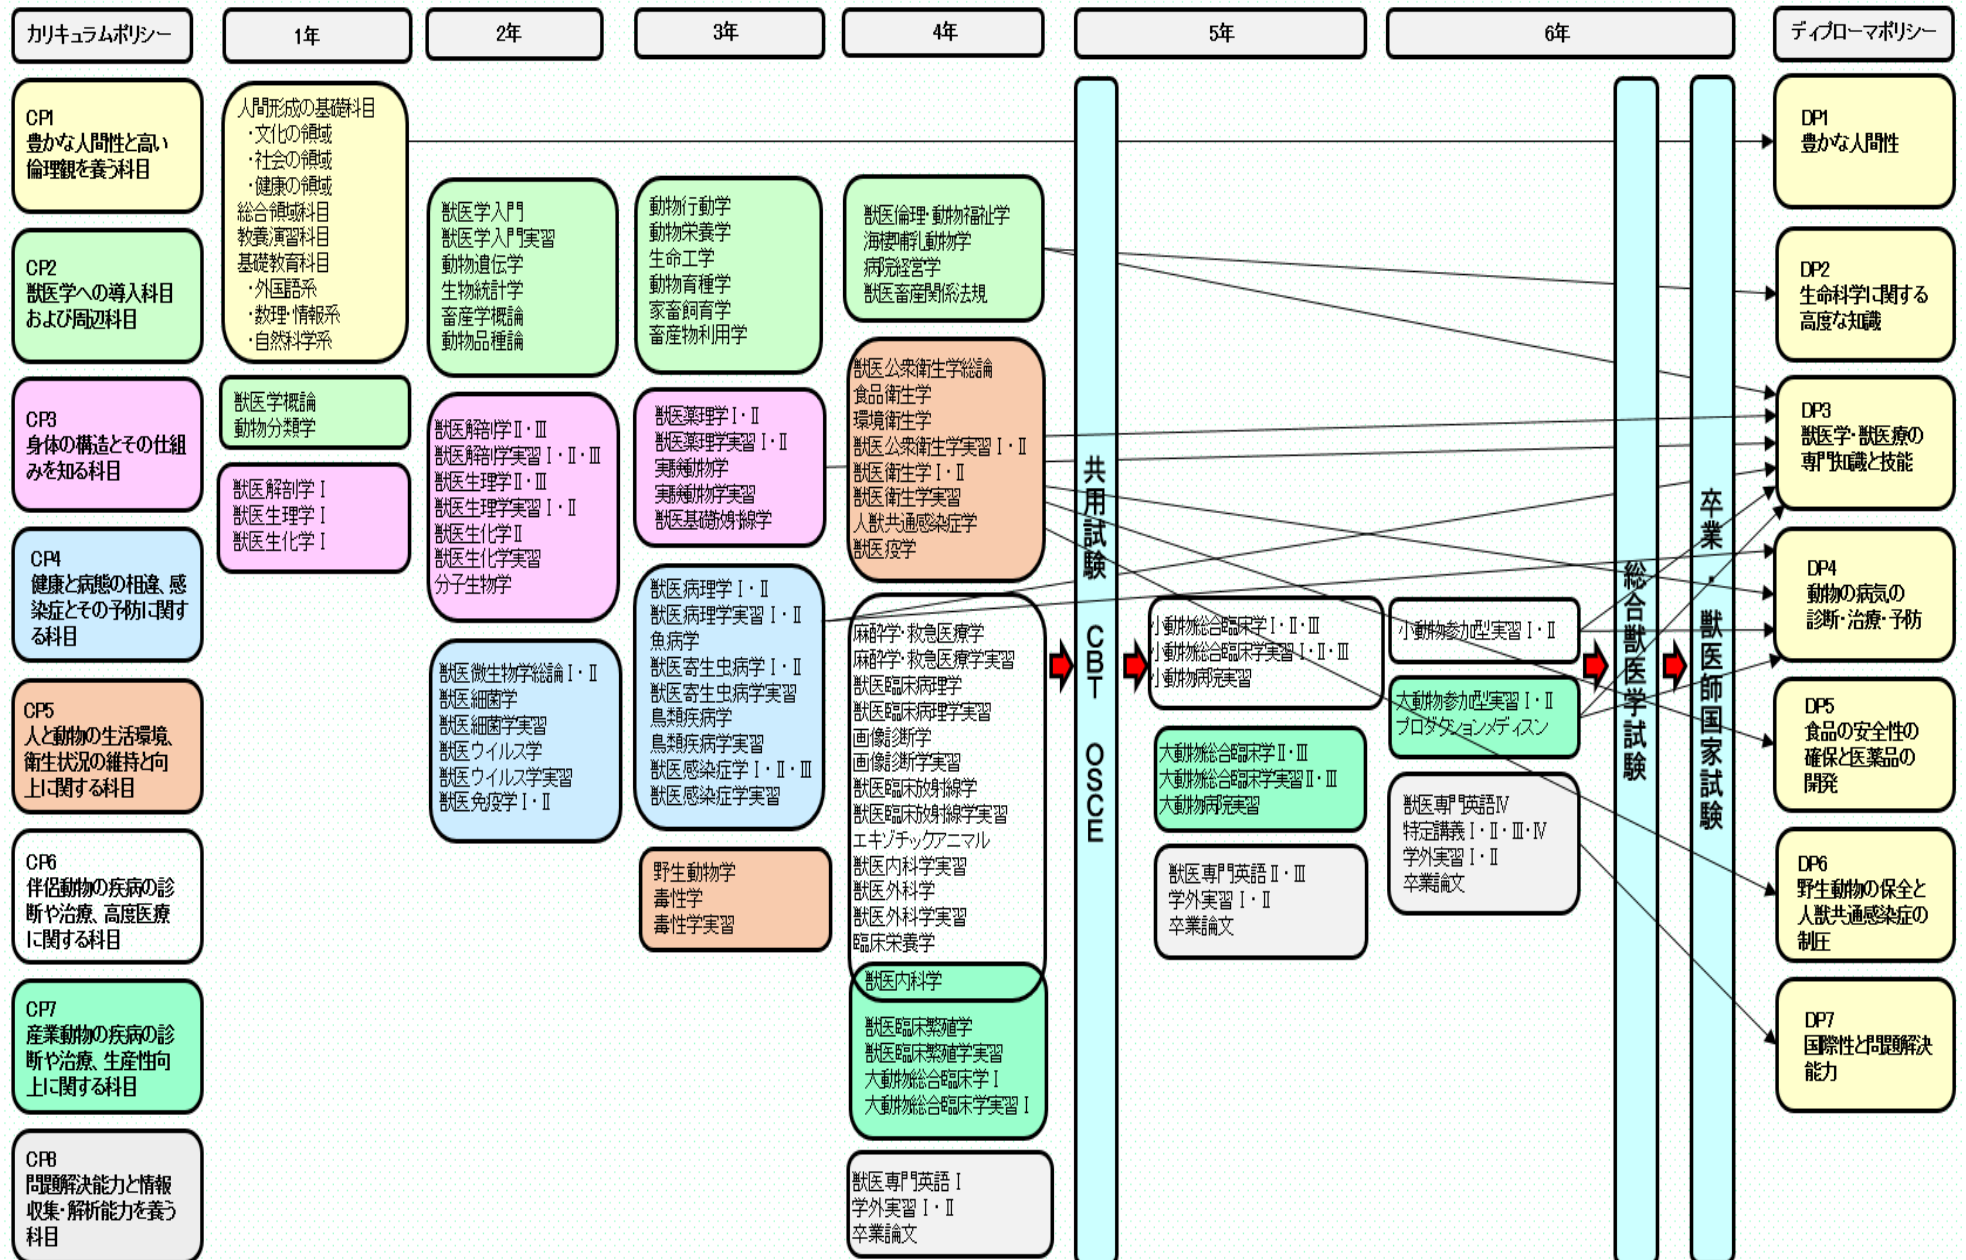 カリキュラムポリシー
1年
2年
3年
4年
5年
6年
ディプローマポリシー
CP1
豊かな人間性と高い
倫理観を養う科目
CP2
獣医学への導入科目
および周辺科目
CP3
身体の構造とその仕組
みを知る科目
CP4
健康と病態の相違、感
染症とその予防に関す
る科目
CP5
人と動物の生活環境、
衛生状況の維持と向
上に関する科目
CP6
伴侶動物の疾病の診
断や治療、高度医療
に関する科目
CP7
産業動物の疾病の診
断や治療、生産性向
上に関する科目
CP8
問題解決能力と情報
収集・解析能力を養う
科目
人間形成の基礎科目
・文化の領域
・社会の領域
・健康の領域
総合領域科目
教養演習科目
基礎教育科目
・外国語系
・数理・情報系
・自然科学系
獣医学概論
動物分類学
獣医解剖学Ⅰ
獣医生理学Ⅰ
獣医生化学Ⅰ
獣医学入門
獣医学入門実習
動物遺伝学
生物統計学
畜産学概論
動物品種論
獣医解剖学Ⅱ・Ⅲ
獣医解剖学実習Ⅰ・Ⅱ・Ⅲ
獣医生理学Ⅱ・Ⅲ
獣医生理学実習Ⅰ・Ⅱ
獣医生化学Ⅱ
獣医生化学実習
分子生物学
獣医微生物学総論Ⅰ・Ⅱ
獣医細菌学
獣医細菌学実習
獣医ウイルス学
獣医ウイルス学実習
獣医免疫学Ⅰ・Ⅱ
動物行動学
動物栄養学
生命工学
動物育種学
家畜飼育学
畜産物利用学
獣医薬理学Ⅰ・Ⅱ
獣医薬理学実習Ⅰ・Ⅱ
実験動物学
実験動物学実習
獣医基礎放射線学
獣医病理学Ⅰ・Ⅱ
獣医病理学実習Ⅰ・Ⅱ
魚病学
獣医寄生虫病学Ⅰ・Ⅱ
獣医寄生虫病学実習
鳥類疾病学
鳥類疾病学実習
獣医感染症学Ⅰ・Ⅱ・Ⅲ
獣医感染症学実習
野生動物学
毒性学
毒性学実習
獣医倫理・動物福祉学
海棲哺乳動物学
病院経営学
獣医畜産関係法規
獣医公衆衛生学総論
食品衛生学
環境衛生学
獣医公衆衛生学実習Ⅰ・Ⅱ
獣医衛生学Ⅰ・Ⅱ
獣医衛生学実習
人獣共通感染症学
獣医疫学
麻酔学・救急医療学
麻酔学・救急医療学実習
獣医臨床病理学
獣医臨床病理学実習
画像診断学
画像診断学実習
獣医臨床放射線学
獣医臨床放射線学実習
エキゾチックアニマル
獣医内科学実習
獣医外科学
獣医外科学実習
臨床栄養学
獣医内科学
獣医臨床繁殖学
獣医臨床繁殖学実習
大動物総合臨床学Ⅰ
大動物総合臨床学実習Ⅰ
獣医専門英語Ⅰ
学外実習Ⅰ・Ⅱ
卒業論文
共用試験 CBT OSCE
小動物総合臨床学Ⅰ・Ⅱ・Ⅲ
小動物総合臨床学実習Ⅰ・Ⅱ・Ⅲ
小動物病院実習
大動物総合臨床学Ⅱ・Ⅲ
大動物総合臨床学実習Ⅱ・Ⅲ
大動物病院実習
獣医専門英語Ⅱ・Ⅲ
学外実習Ⅰ・Ⅱ
卒業論文
小動物参加型実習Ⅰ・Ⅱ
大動物参加型実習Ⅰ・Ⅱ
プロダクションメディスン
獣医専門英語Ⅳ
特定講義Ⅰ・Ⅱ・Ⅲ・Ⅳ
学外実習Ⅰ・Ⅱ
卒業論文
総合獣医学試験
卒業・獣医師国家試験
DP1
豊かな人間性
DP2
生命科学に関する
高度な知識
DP3
獣医学・獣医療の
専門知識と技能
DP4
動物の病気の
診断・治療・予防
DP5
食品の安全性の
確保と医薬品の
開発
DP6
野生動物の保全と
人獣共通感染症の
制圧
DP7
国際性と問題解決
能力